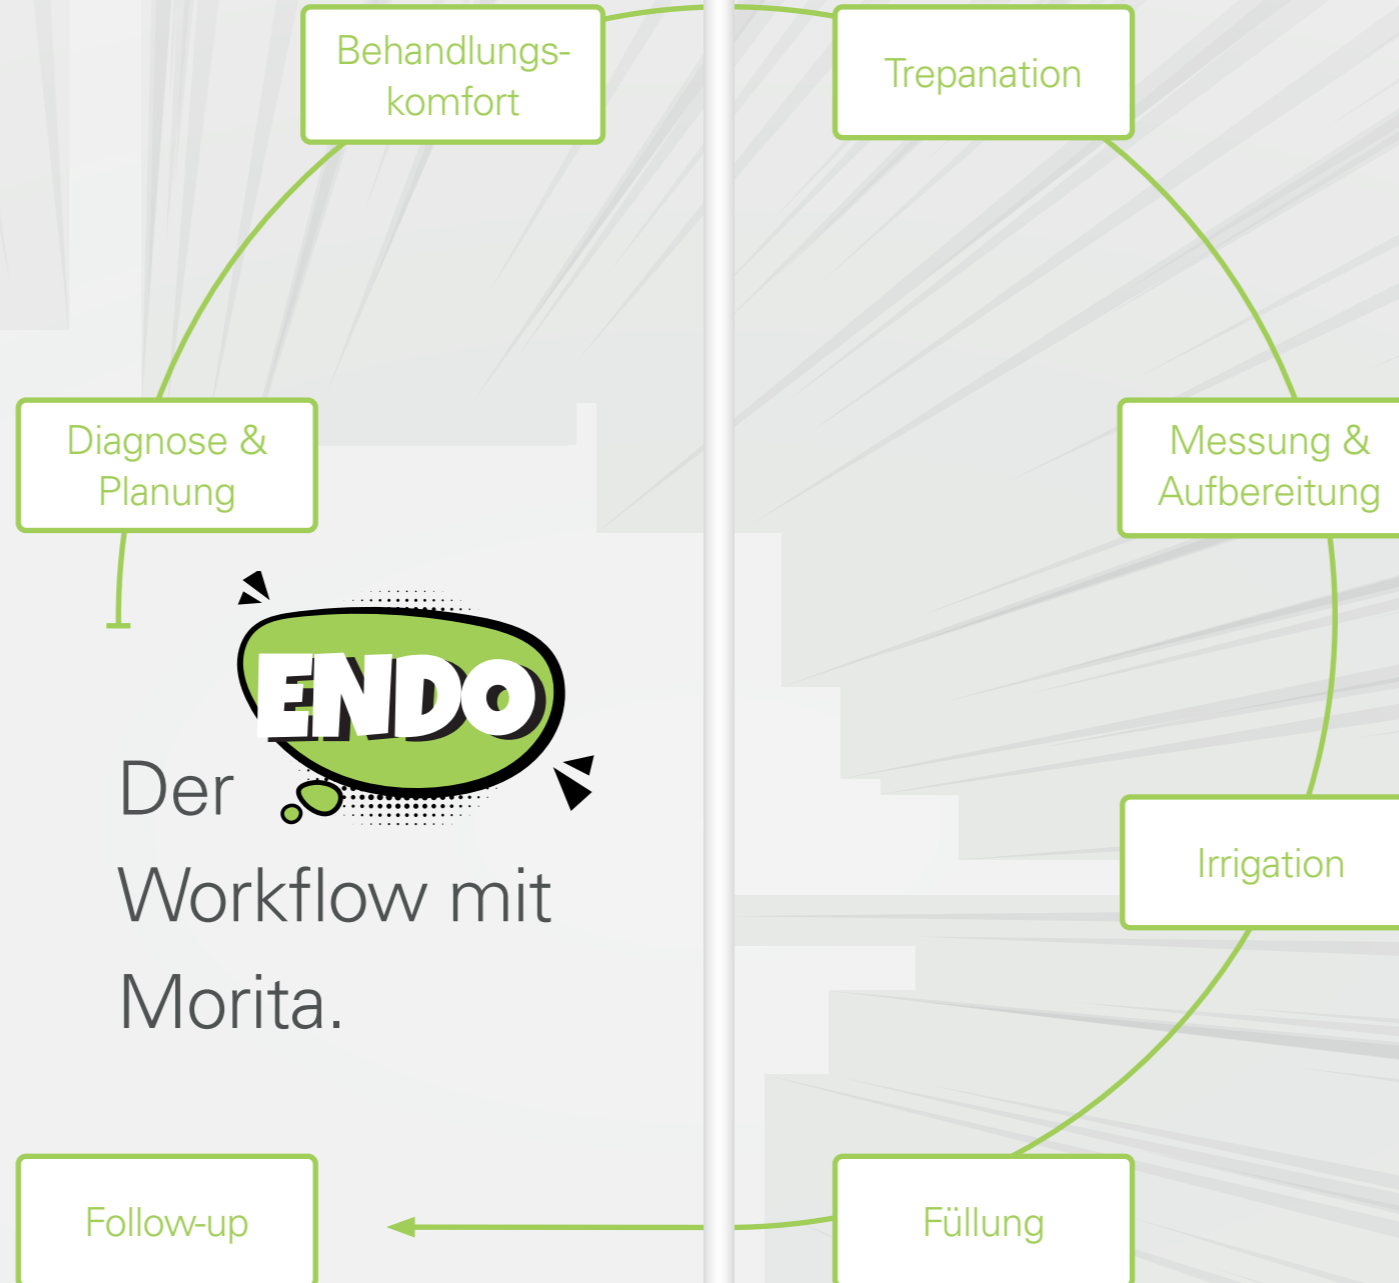 Behandlungs-
komfort
Trepanation
Diagnose &
Planung
Messung &
Aufbereitung
ENDO
Der
Workflow mit
Morita.
Irrigation
Follow-up
Füllung